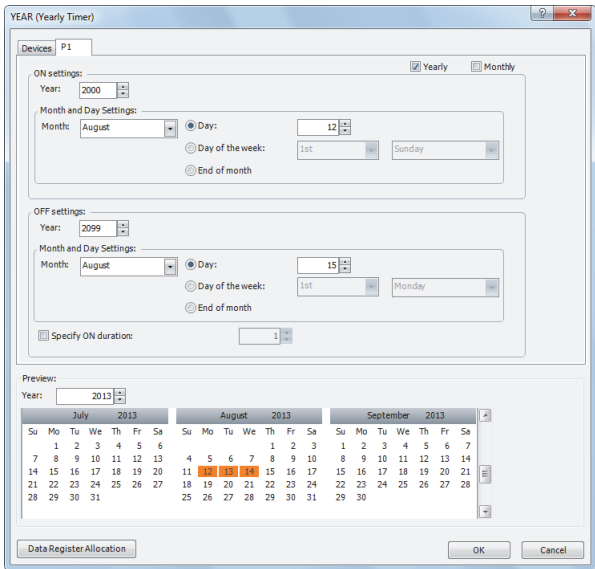 YEAR (Yearly Timer)
Devices P1
Yearly Monthly
ON settings:
Year: 2000
Month and Day Settings:
Month: August Day: 12
Day of the week: 1st Sunday
End of month
OFF settings:
Year: 2099
Month and Day Settings:
Month: August Day: 15
Day of the week: 1st Monday
End of month
Specify ON duration: 1
Preview:
Year: 2013
July 2013 August 2013 September 2013
Su Mo Tu We Th Fr Sa Su Mo Tu We Th Fr Sa Su Mo Tu We Th Fr Sa
1 2 3 4 5 6 1 2 3 1 2 3 4 5 6 7
7 8 9 10 11 12 13 4 5 6 7 8 9 10 8 9 10 11 12 13 14
14 15 16 17 18 19 20 11 12 13 14 15 16 17 15 16 17 18 19 20 21
21 22 23 24 25 26 27 18 19 20 21 22 23 24 22 23 24 25 26 27 28
28 29 30 31 25 26 27 28 29 30 31 29 30
Data Register Allocation OK Cancel